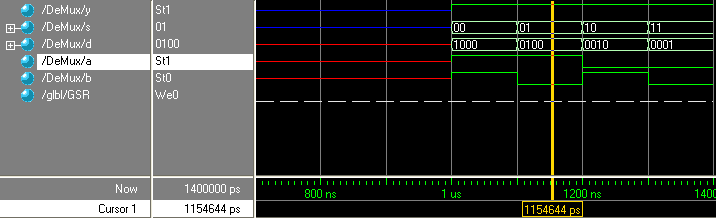 /DeMux/y St1
/DeMux/s 01 00 01 10 11
/DeMux/d 0100 1000 0100 0010 0001
/DeMux/a St1
/DeMux/b St0
/glbl/GSR We0
Now 1400000 ps 800 ns 1 us 1200 ns 140
Cursor 1 1154644 ps 1154644 ps